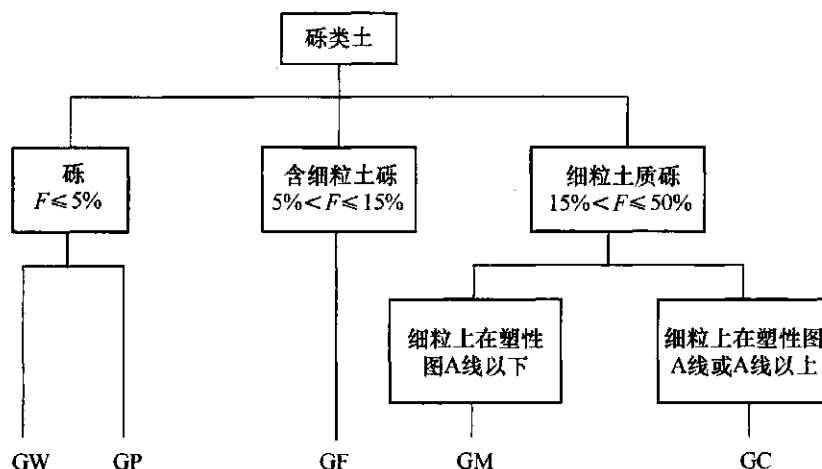 砾类土
砾
F≤5%
含细粒土砾
5%<F≤15%
细粒土质砾
15%<F≤50%
细粒上在塑性
图A线以下
细粒上在塑性图
A线或A线以上
GW
GP
GF
GM
GC